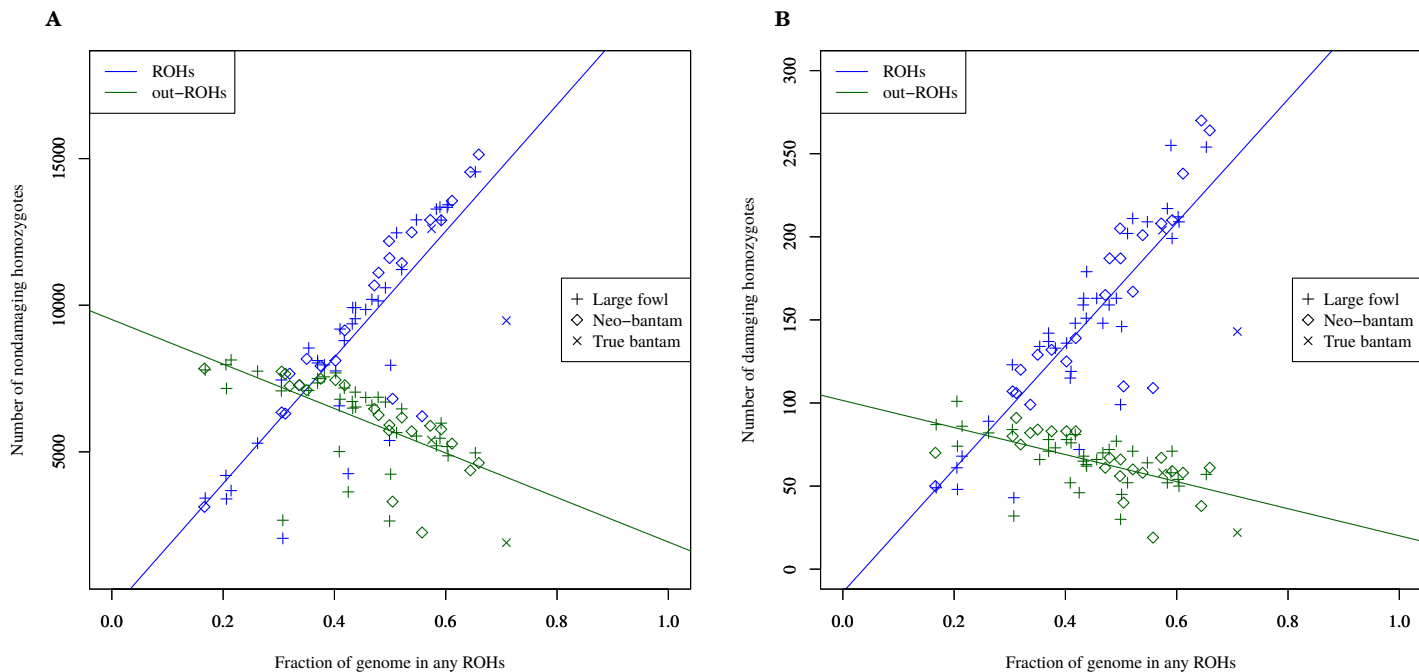 A
ROHs
out−ROHs
Large fowl
Neo−bantam
True bantam
Number of nondamaging homozygotes
5000
10000
15000
0.0 0.2 0.4 0.6 0.8 1.0
Fraction of genome in any ROHs
B
ROHs
out−ROHs
Large fowl
Neo−bantam
True bantam
Number of damaging homozygotes
0 50 100 150 200 250 300
0.0 0.2 0.4 0.6 0.8 1.0
Fraction of genome in any ROHs